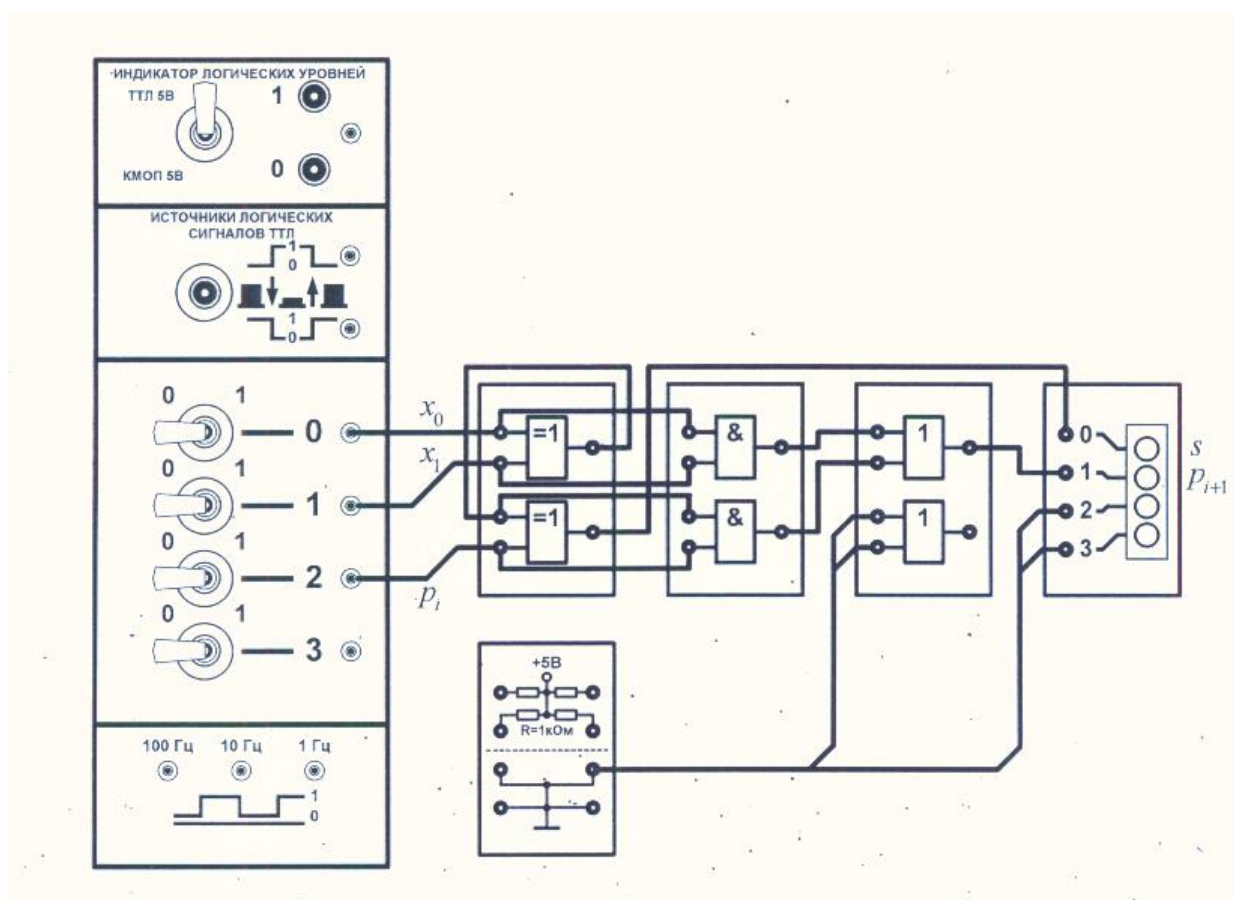 ИНДИКАТОР ЛОГИЧЕСКИХ УРОВНЕЙ
ТТЛ 5В
1
КМОП 5В
0
ИСТОЧНИКИ ЛОГИЧЕСКИХ
СИГНАЛОВ ТТЛ
1
0
1
0
0 1
0
0 1
1
0 1
2
0 1
3
100 Гц 10 Гц 1 Гц
1
0
x₀
x₁
pᵢ
=1
=1
&
&
1
1
0
1
2
3
s
pᵢ₊₁
+5В
R=1кОм